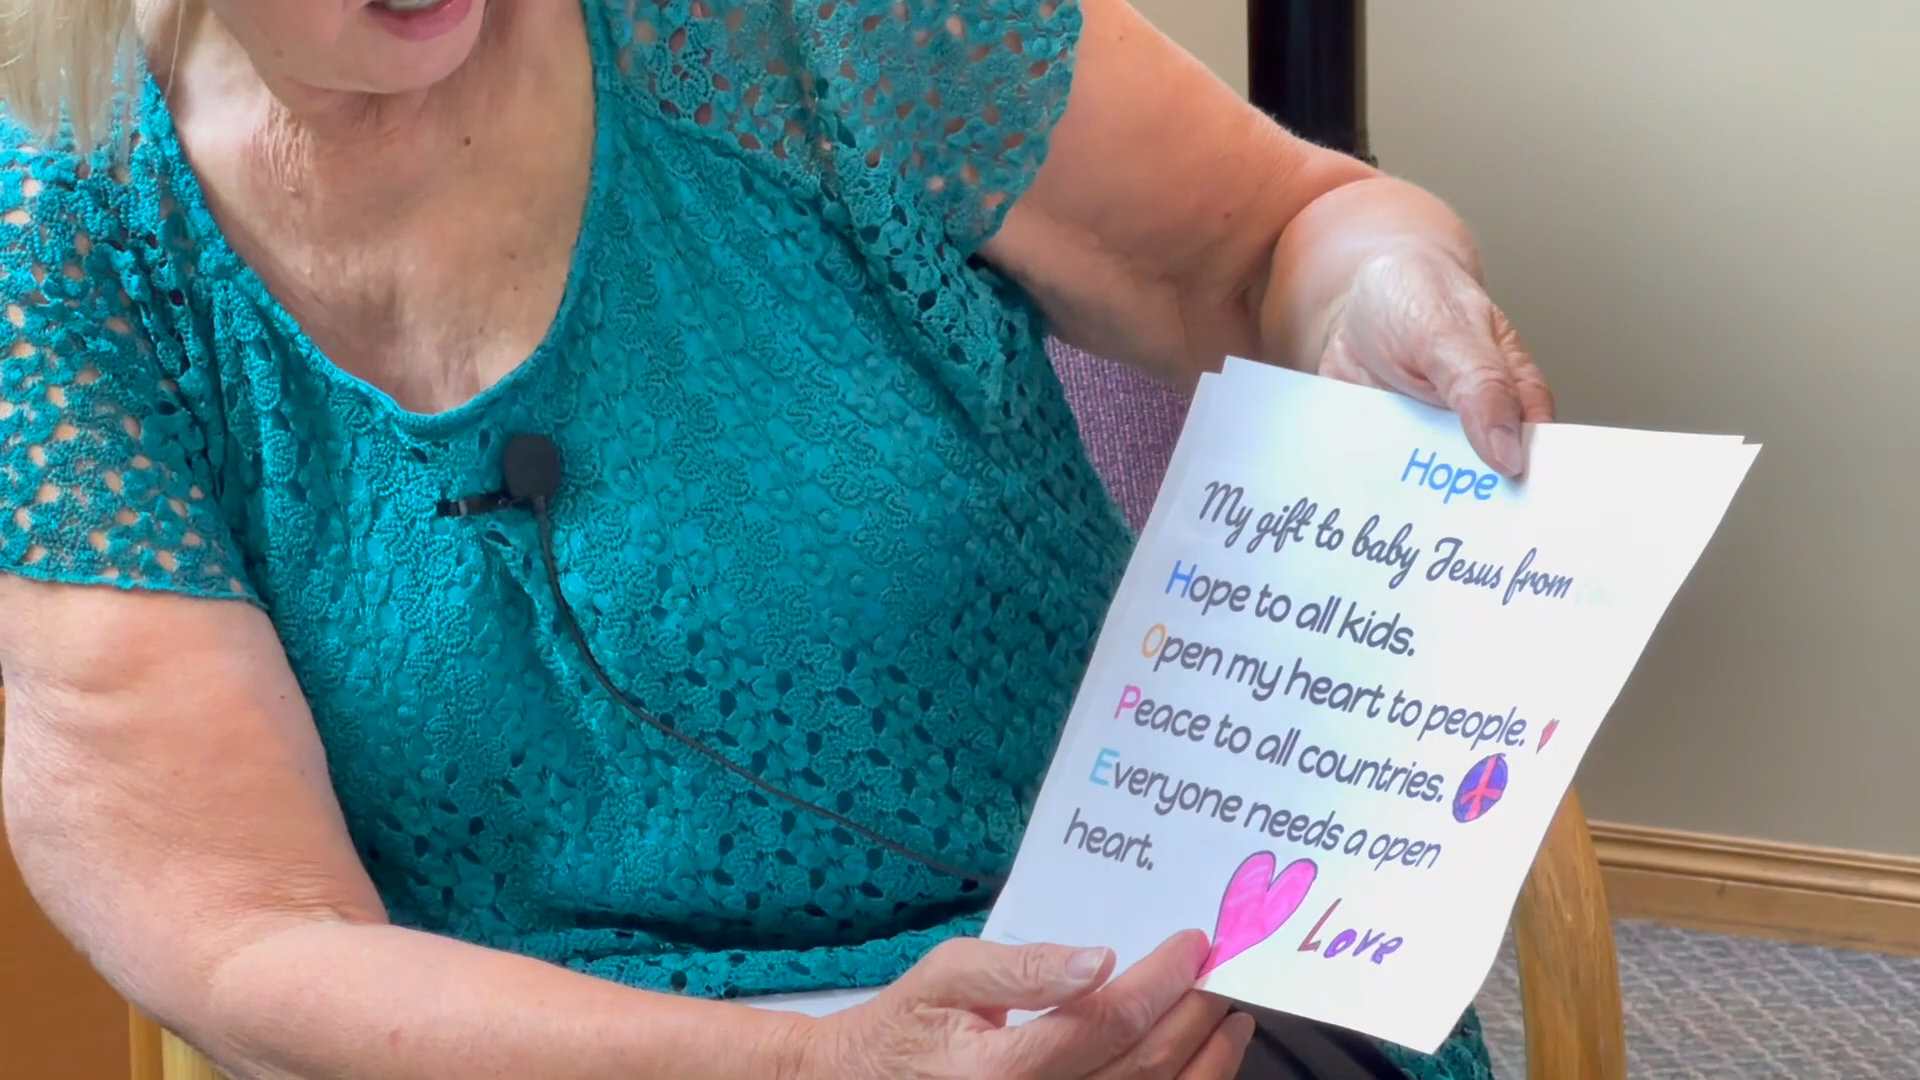 Hope
My gift to baby Jesus from
Hope to all kids.
Open my heart to people.
Peace to all countries.
Everyone needs a open
heart.
Love